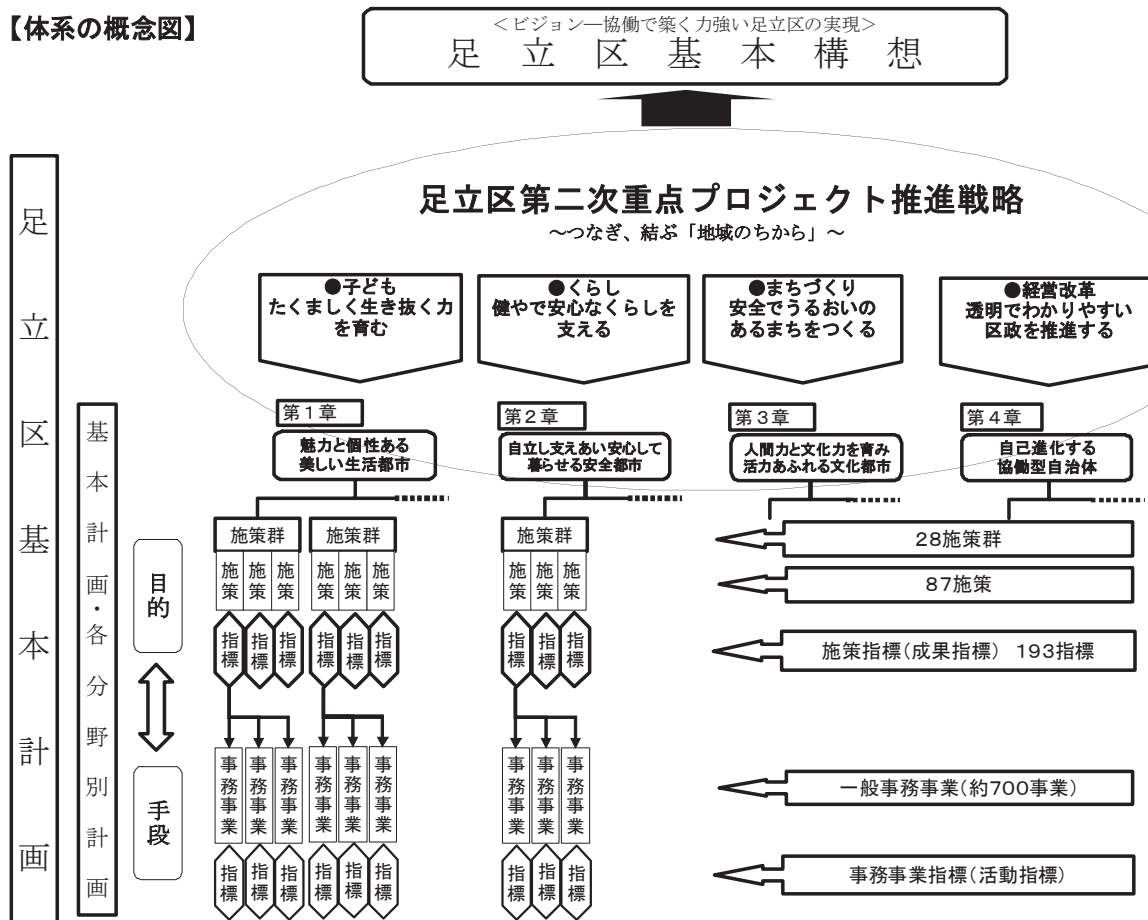 【体系の概念図】
＜ビジョン―協働で築く力強い足立区の実現＞
足立区基本構想
足立区第二次重点プロジェクト推進戦略
～つなぎ、結ぶ「地域のちから」～
●子ども
たくましく生き抜く力
を育む
●くらし
健やで安心なくらしを
支える
●まちづくり
安全でうるおいの
あるまちをつくる
●経営改革
透明でわかりやすい
区政を推進する
足立区基本計画
基本計画・各分野別計画
第1章
魅力と個性ある
美しい生活都市
第2章
自立し支えあい安心して
暮らせる安全都市
第3章
人間力と文化力を育み
活力あふれる文化都市
第4章
自己進化する
協働型自治体
目的
手段
施策群
施策群
施策群
施策
施策
施策
施策
施策
施策
施策
施策
施策
指標
指標
指標
指標
指標
指標
指標
指標
指標
事務事業
事務事業
事務事業
事務事業
事務事業
事務事業
事務事業
事務事業
事務事業
指標
指標
指標
指標
指標
指標
指標
指標
指標
28施策群
87施策
施策指標(成果指標) 193指標
一般事務事業(約700事業)
事務事業指標(活動指標)